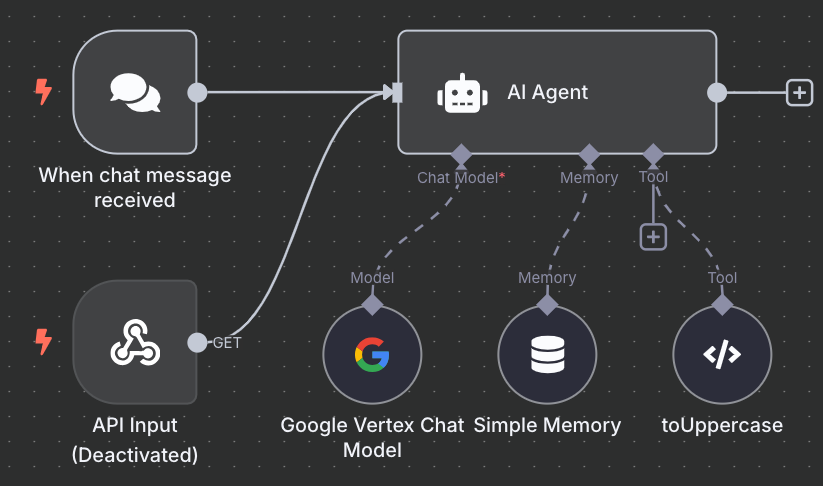 AI Agent
When chat message
received
Chat Model*
Memory
Tool
Model
Memory
Tool
GET
API Input
(Deactivated)
Google Vertex Chat
Model
Simple Memory
toUppercase